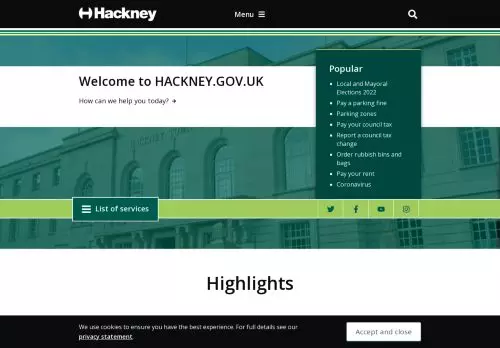 Hackney
Menu
Welcome to HACKNEY.GOV.UK
How can we help you today?
Popular
Local and Mayoral
Elections 2022
Pay a parking fine
Parking zones
Pay your council tax
Report a council tax
change
Order rubbish bins and
bags
Pay your rent
Coronavirus
List of services
Highlights
We use cookies to ensure you have the best experience. For full details see our
privacy statement.
Accept and close